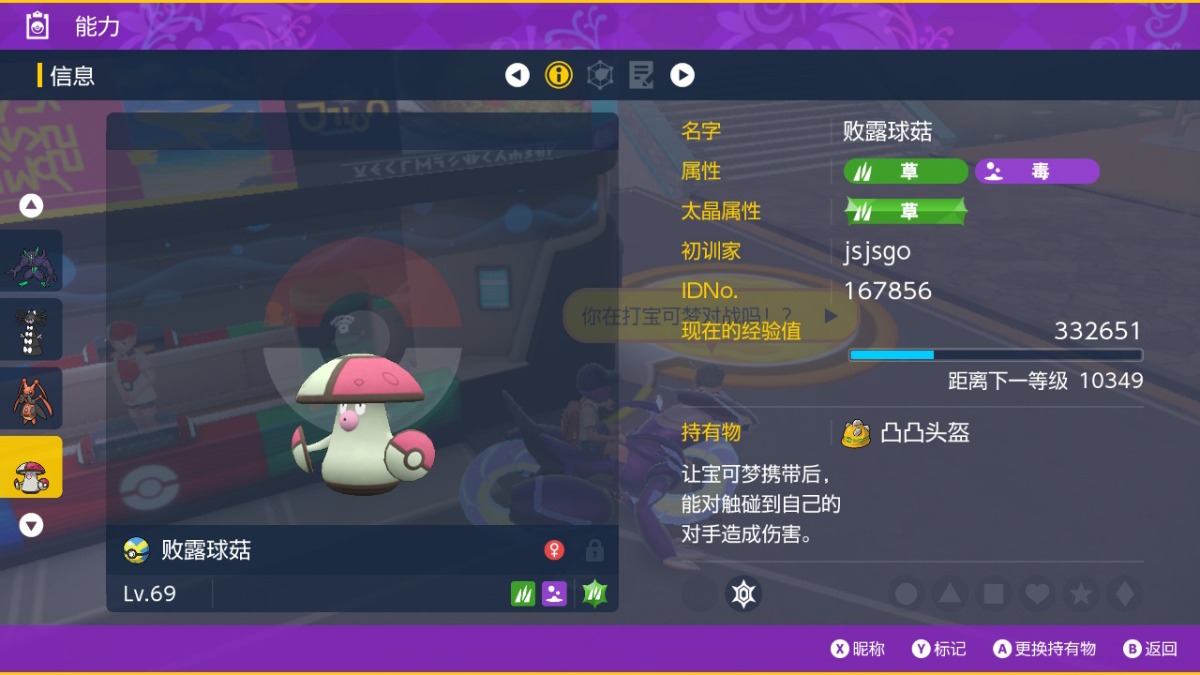 能力
信息
名字 败露球菇
属性 草 毒
太晶属性 草
初训家 jsjsgo
IDNo. 167856
你在打宝可梦对战吗！？
现在的经验值 332651
距离下一等级 10349
持有物 凸凸头盔
让宝可梦携带后，
能对触碰到自己的
对手造成伤害。
败露球菇
Lv.69
X 昵称 Y 标记 A 更换持有物 B 返回